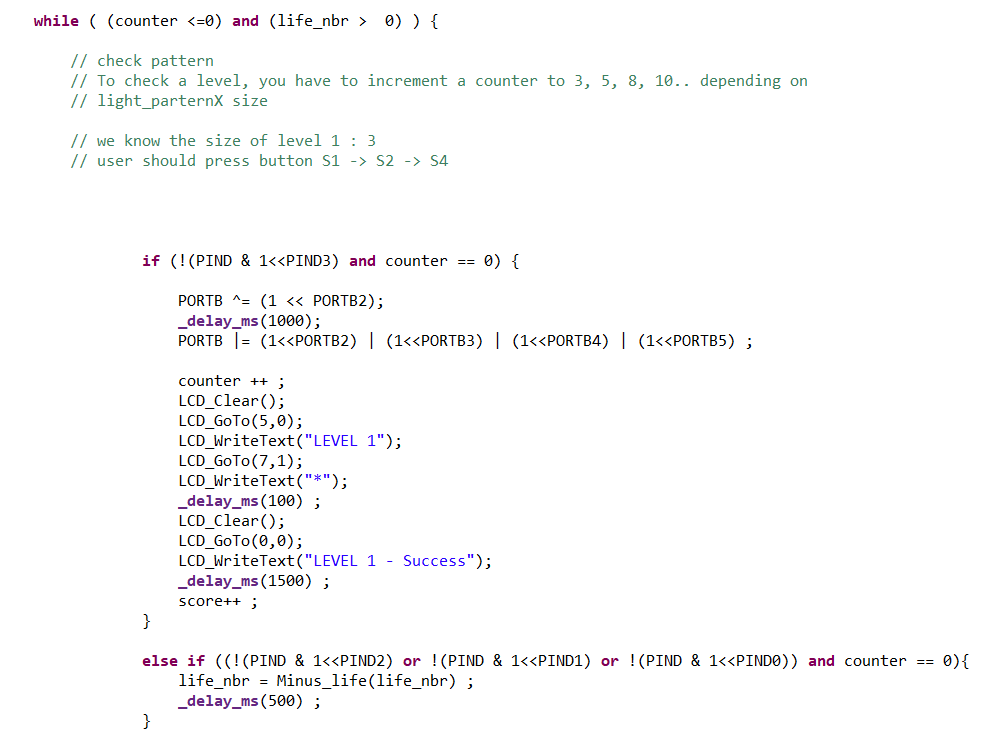 while ( (counter <=0) and (life_nbr >  0) ) {
// check pattern
// To check a level, you have to increment a counter to 3, 5, 8, 10.. depending on
// light_parternX size
// we know the size of level 1 : 3
// user should press button S1 -> S2 -> S4
if (!(PIND & 1<<PIND3) and counter == 0) {
PORTB ^= (1 << PORTB2);
_delay_ms(1000);
PORTB |= (1<<PORTB2) | (1<<PORTB3) | (1<<PORTB4) | (1<<PORTB5) ;
counter ++ ;
LCD_Clear();
LCD_GoTo(5,0);
LCD_WriteText("LEVEL 1");
LCD_GoTo(7,1);
LCD_WriteText("*");
_delay_ms(100) ;
LCD_Clear();
LCD_GoTo(0,0);
LCD_WriteText("LEVEL 1 - Success");
_delay_ms(1500) ;
score++ ;
}
else if ((!(PIND & 1<<PIND2) or !(PIND & 1<<PIND1) or !(PIND & 1<<PIND0)) and counter == 0){
life_nbr = Minus_life(life_nbr) ;
_delay_ms(500) ;
}